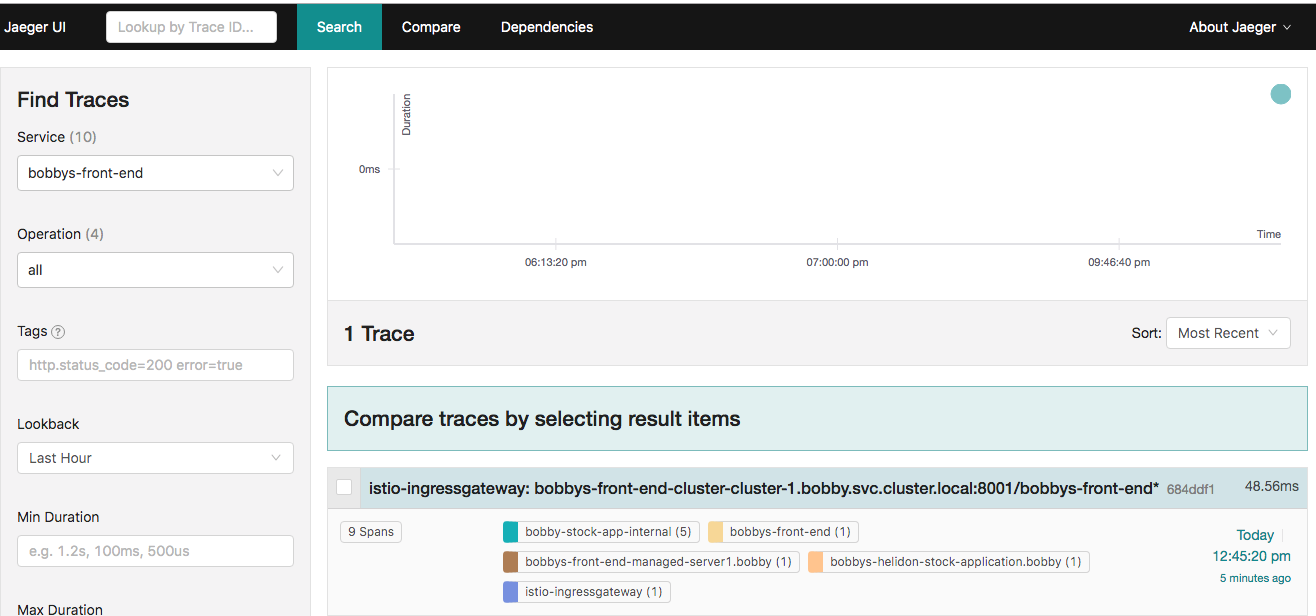 Jaeger UI
Lookup by Trace ID...
Search
Compare
Dependencies
About Jaeger
Find Traces
Service (10)
bobbys-front-end
Operation (4)
all
Tags ?
http.status_code=200 error=true
Lookback
Last Hour
Min Duration
e.g. 1.2s, 100ms, 500us
Max Duration
Duration
0ms
Time
06:13:20 pm
07:00:00 pm
09:46:40 pm
1 Trace
Sort: Most Recent
Compare traces by selecting result items
istio-ingressgateway: bobbys-front-end-cluster-cluster-1.bobby.svc.cluster.local:8001/bobbys-front-end* 684ddf1 48.56ms
9 Spans
bobby-stock-app-internal (5)
bobbys-front-end (1)
bobbys-front-end-managed-server1.bobby (1)
bobbys-helidon-stock-application.bobby (1)
istio-ingressgateway (1)
Today
12:45:20 pm
5 minutes ago